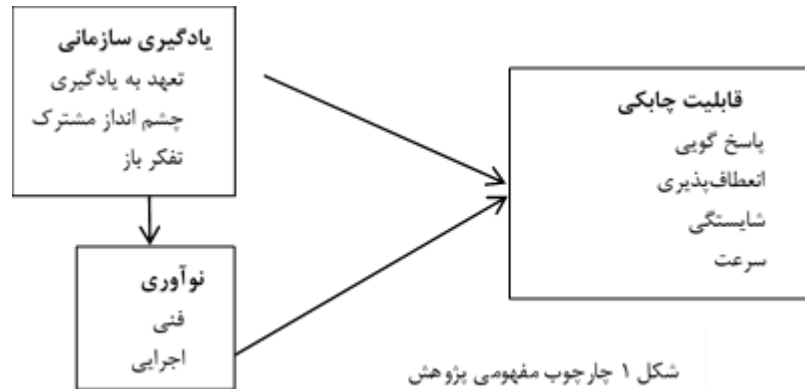 یادگیری سازمانی
تعهد به یادگیری
چشم انداز مشترک
تفکر باز
قابلیت چابکی
پاسخ گویی
انعطاف‌پذیری
شایستگی
سرعت
نوآوری
فنی
اجرایی
شکل ۱ چارچوب مفهومی پژوهش